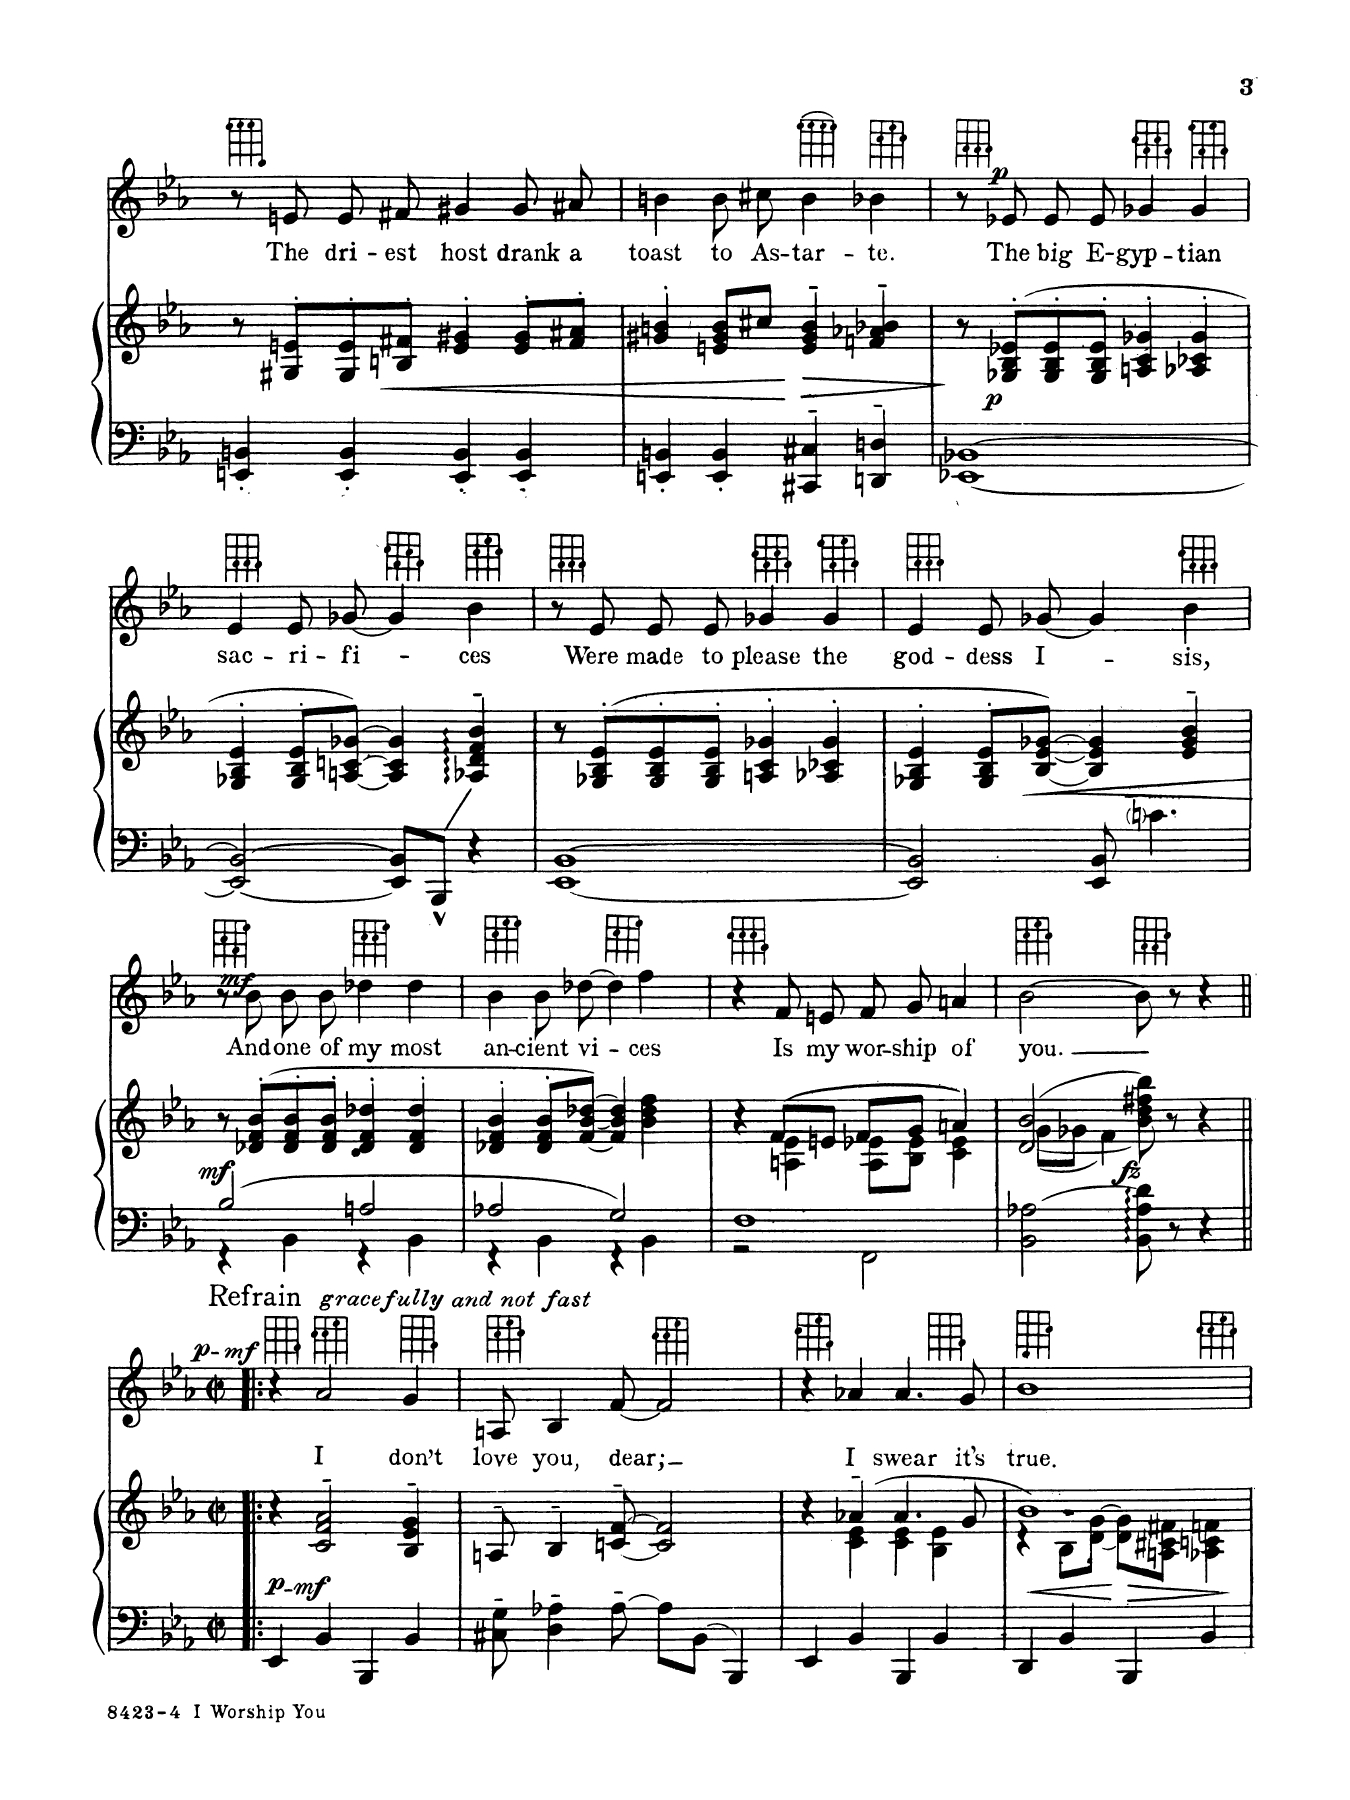 3
The dri - est host drank a toast to As - tar - te. The big E - gyp - tian
p
p
sac - ri - fi - ces Were made to please the god - dess I - sis,
mf
And one of my most an - cient vi - ces Is my wor - ship of you.
mf fz
Refrain gracefully and not fast
p - mf
I don't love you, dear; I swear it's true.
p - mf
8423 - 4 I Worship You